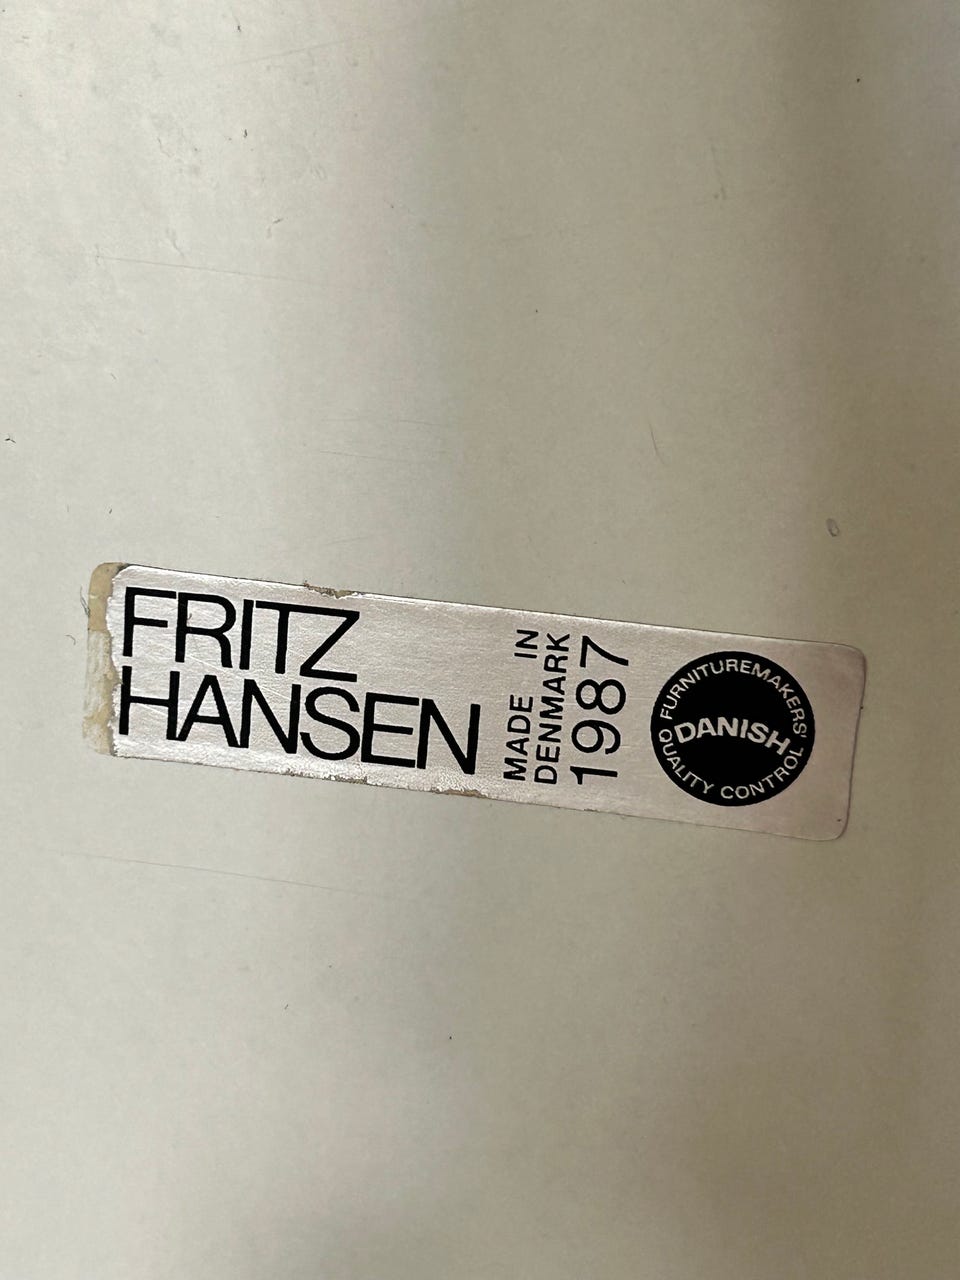 FRITZ
HANSEN
MADE IN
DENMARK
1987
FURNITUREMAKERS'
DANISH
QUALITY CONTROL